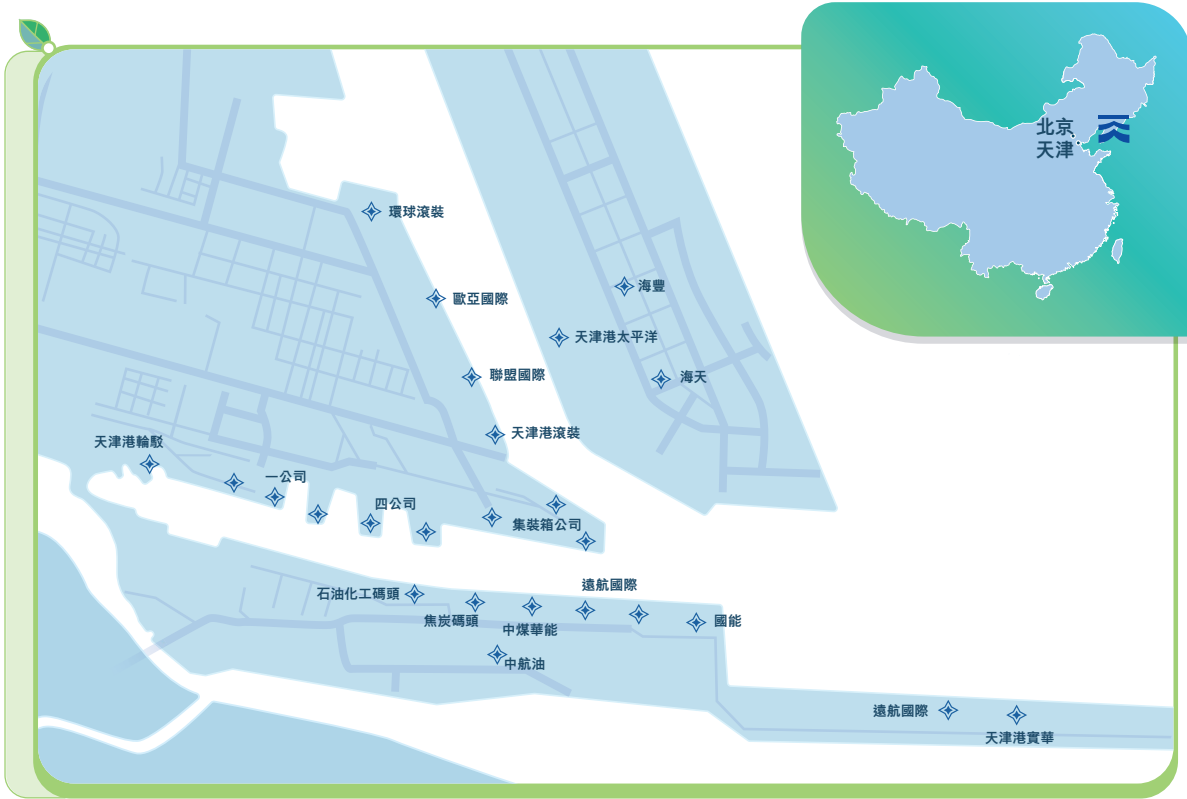 北京
天津
環球滾裝
海豐
歐亞國際
天津港太平洋
聯盟國際
海天
天津港滾裝
天津港輪駁
一公司
四公司
集裝箱公司
遠航國際
石油化工碼頭
焦炭碼頭
國能
中煤華能
中航油
遠航國際
天津港實華